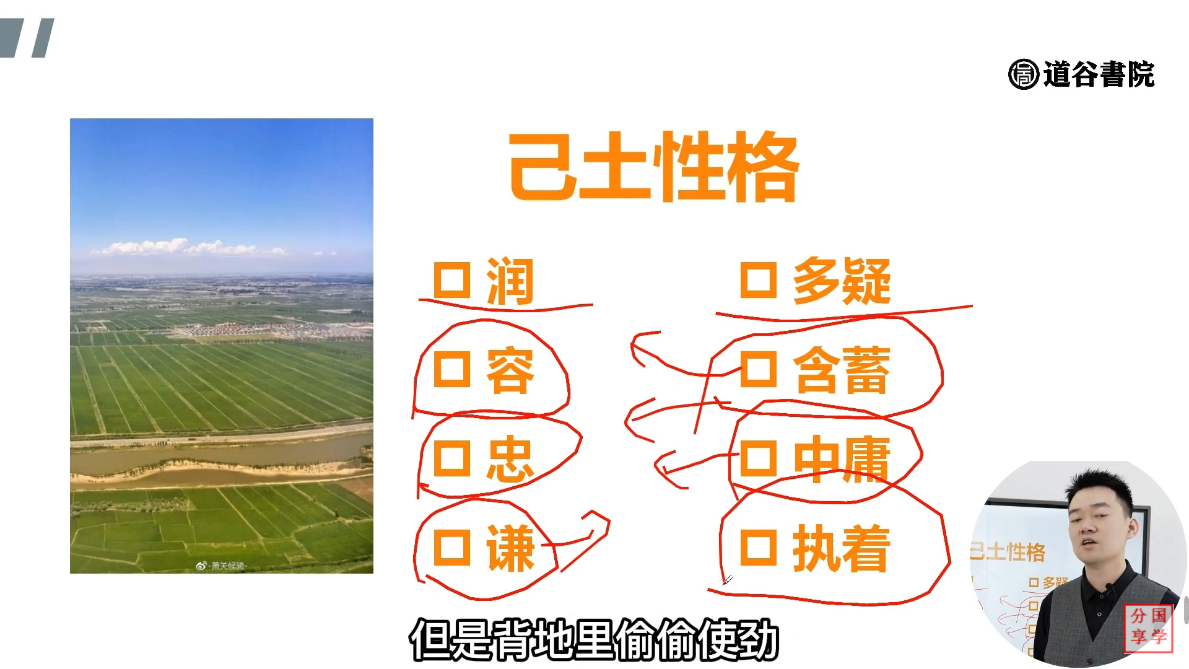 道谷書院
己土性格
润
多疑
容
含蓄
忠
中庸
谦
执着
萧关候骑
己土性格
多疑
分国
享学
但是背地里偷偷使劲